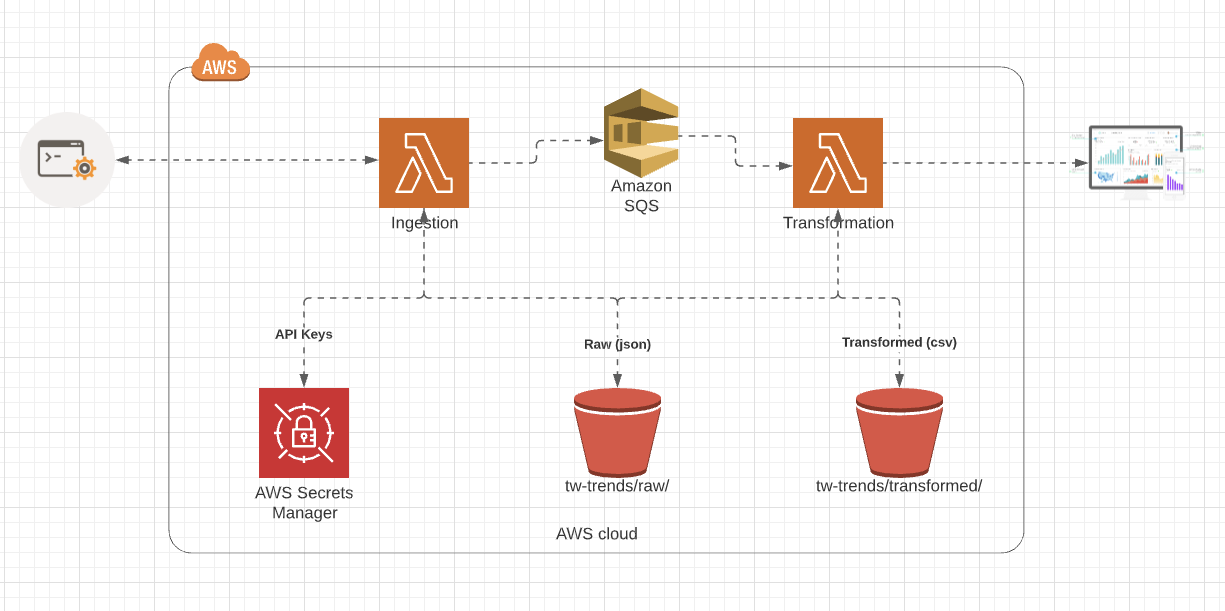 AWS
Amazon
SQS
Ingestion
Transformation
API Keys
Raw (json)
Transformed (csv)
AWS Secrets
Manager
tw-trends/raw/
tw-trends/transformed/
AWS cloud